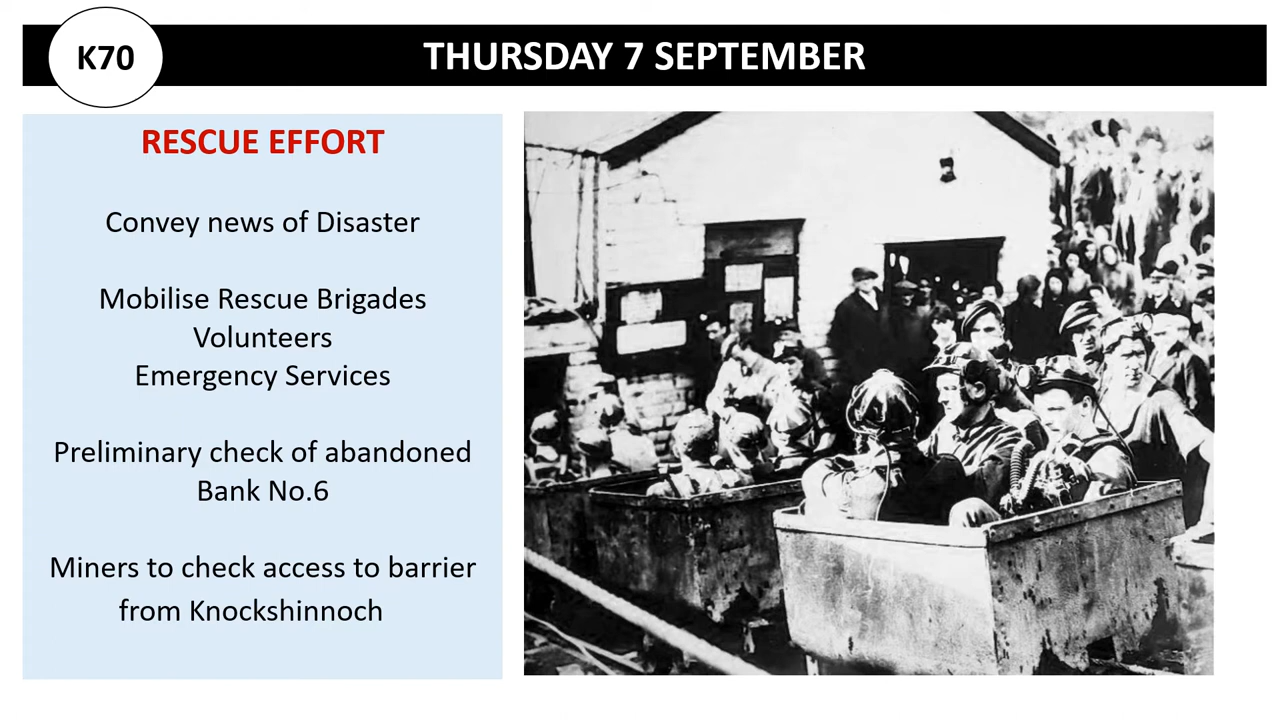 K70
THURSDAY 7 SEPTEMBER
RESCUE EFFORT
Convey news of Disaster
Mobilise Rescue Brigades
Volunteers
Emergency Services
Preliminary check of abandoned
Bank No.6
Miners to check access to barrier
from Knockshinnoch